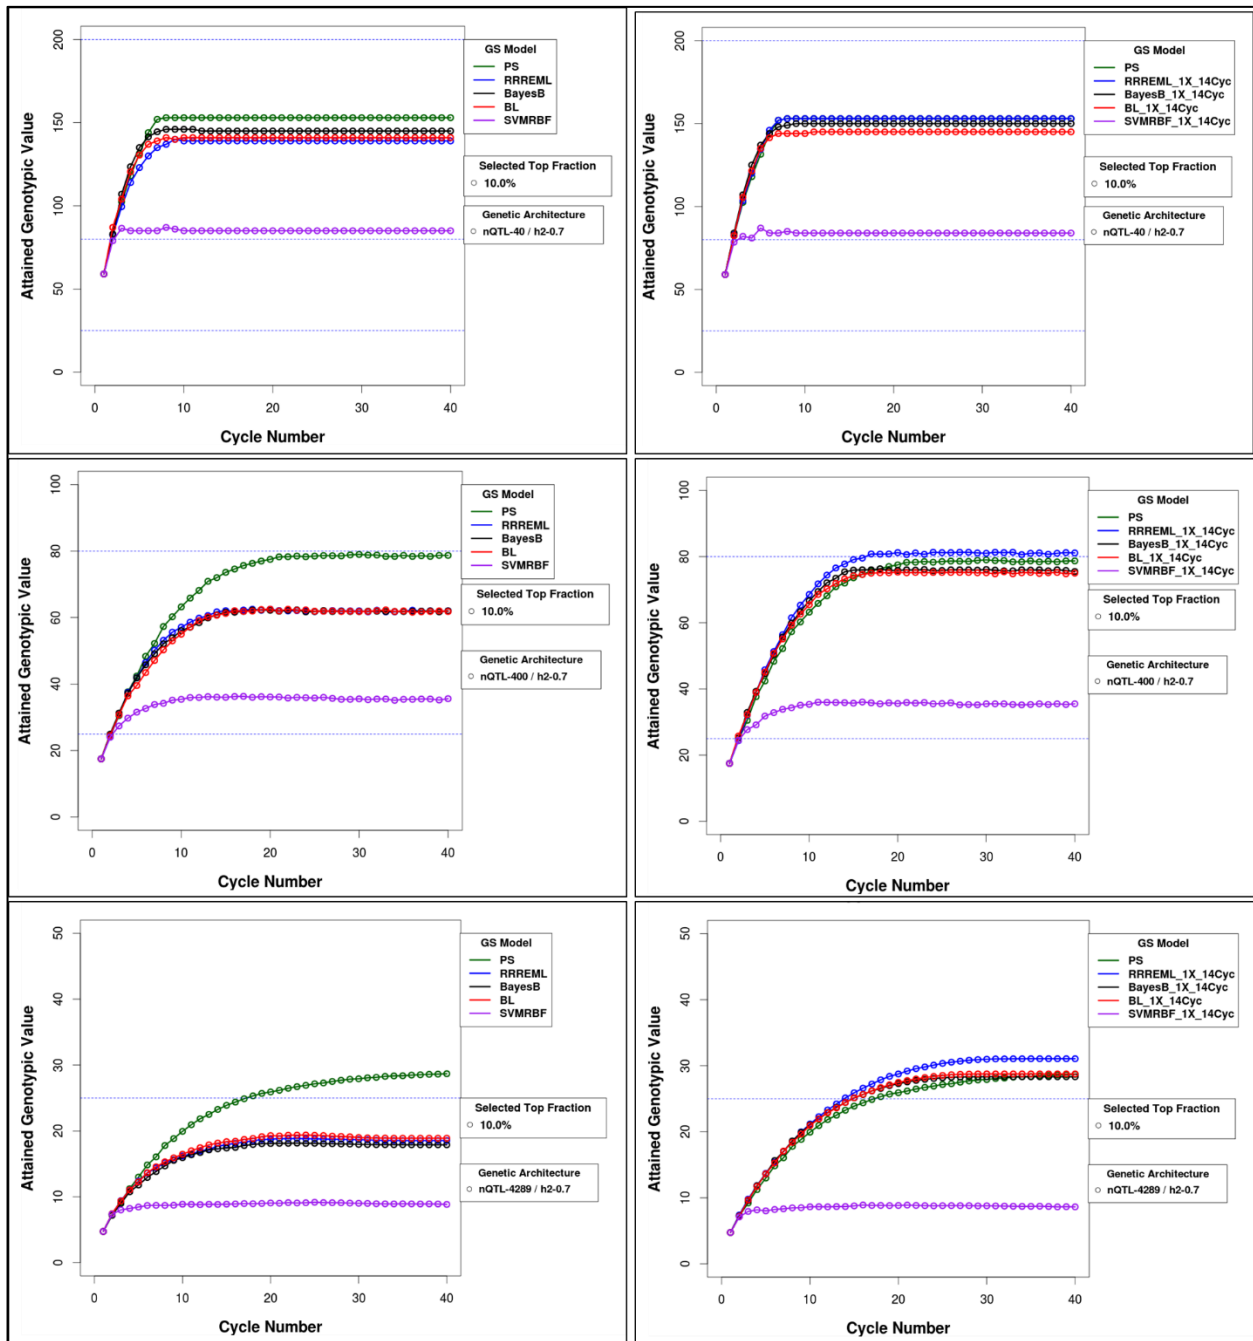 Attained Genotypic Value
200
150
100
50
0
0
10
20
30
40
Cycle Number
GS Model
PS
RRREML
BayesB
BL
SVMRBF
Selected Top Fraction
10.0%
Genetic Architecture
nQTL-40 / h2-0.7
Attained Genotypic Value
200
150
100
50
0
0
10
20
30
40
Cycle Number
GS Model
PS
RRREML_1X_14Cyc
BayesB_1X_14Cyc
BL_1X_14Cyc
SVMRBF_1X_14Cyc
Selected Top Fraction
10.0%
Genetic Architecture
nQTL-40 / h2-0.7
Attained Genotypic Value
100
80
60
40
20
0
0
10
20
30
40
Cycle Number
GS Model
PS
RRREML
BayesB
BL
SVMRBF
Selected Top Fraction
10.0%
Genetic Architecture
nQTL-400 / h2-0.7
Attained Genotypic Value
100
80
60
40
20
0
0
10
20
30
40
Cycle Number
GS Model
PS
RRREML_1X_14Cyc
BayesB_1X_14Cyc
BL_1X_14Cyc
SVMRBF_1X_14Cyc
Selected Top Fraction
10.0%
Genetic Architecture
nQTL-400 / h2-0.7
Attained Genotypic Value
50
40
30
20
10
0
0
10
20
30
40
Cycle Number
GS Model
PS
RRREML
BayesB
BL
SVMRBF
Selected Top Fraction
10.0%
Genetic Architecture
nQTL-4289 / h2-0.7
Attained Genotypic Value
50
40
30
20
10
0
0
10
20
30
40
Cycle Number
GS Model
PS
RRREML_1X_14Cyc
BayesB_1X_14Cyc
BL_1X_14Cyc
SVMRBF_1X_14Cyc
Selected Top Fraction
10.0%
Genetic Architecture
nQTL-4289 / h2-0.7